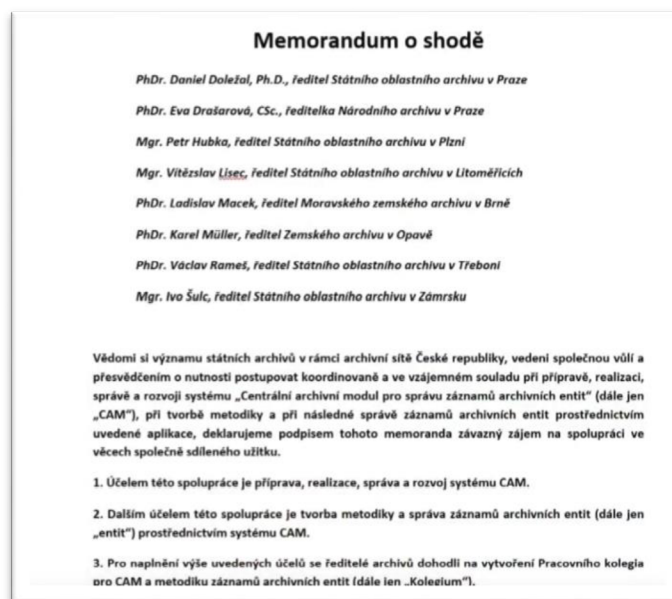 Memorandum o shodě
PhDr. Daniel Doležal, Ph.D., ředitel Státního oblastního archivu v Praze
PhDr. Eva Drašarová, CSc., ředitelka Národního archivu v Praze
Mgr. Petr Hubka, ředitel Státního oblastního archivu v Plzni
Mgr. Vítězslav Lisec, ředitel Státního oblastního archivu v Litoměřicích
PhDr. Ladislav Macek, ředitel Moravského zemského archivu v Brně
PhDr. Karel Müller, ředitel Zemského archivu v Opavě
PhDr. Václav Rameš, ředitel Státního oblastního archivu v Třeboni
Mgr. Ivo Šulc, ředitel Státního oblastního archivu v Zámrsku
Vědomi si významu státních archivů v rámci archivní sítě České republiky, vedeni společnou vůlí a
přesvědčením o nutnosti postupovat koordinovaně a ve vzájemném souladu při přípravě, realizaci,
správě a rozvoji systému „Centrální archivní modul pro správu záznamů archivních entit" (dále jen
„CAM"), při tvorbě metodiky a při následné správě záznamů archivních entit prostřednictvím
uvedené aplikace, deklarujeme podpisem tohoto memoranda závazný zájem na spolupráci ve
věcech společně sdíleného užitku.
1. Účelem této spolupráce je příprava, realizace, správa a rozvoj systému CAM.
2. Dalším účelem této spolupráce je tvorba metodiky a správa záznamů archivních entit (dále jen
„entit") prostřednictvím systému CAM.
3. Pro naplnění výše uvedených účelů se ředitelé archivů dohodli na vytvoření Pracovního kolegia
pro CAM a metodiku záznamů archivních entit (dále jen „Kolegium").